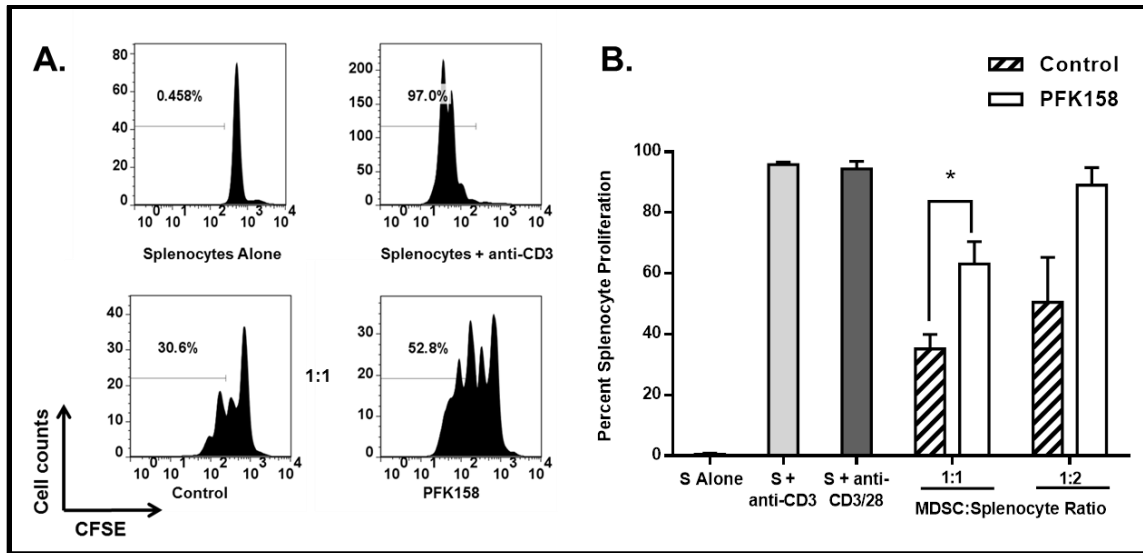 A.
80
60
40
20
0
0.458%
0 10 10^1 10^2 10^3 10^4
Splenocytes Alone
200
150
100
50
0
97.0%
0 10 10^1 10^2 10^3 10^4
Splenocytes + anti-CD3
40
30
20
10
0
30.6%
0 10 10^1 10^2 10^3 10^4
Control
1:1
30
20
10
0
52.8%
0 10 10^1 10^2 10^3 10^4
PFK158
Cell counts
CFSE
B.
Control
PFK158
Percent Splenocyte Proliferation
100
80
60
40
20
0
*
S Alone
S +
anti-CD3
S + anti-
CD3/28
1:1
1:2
MDSC:Splenocyte Ratio